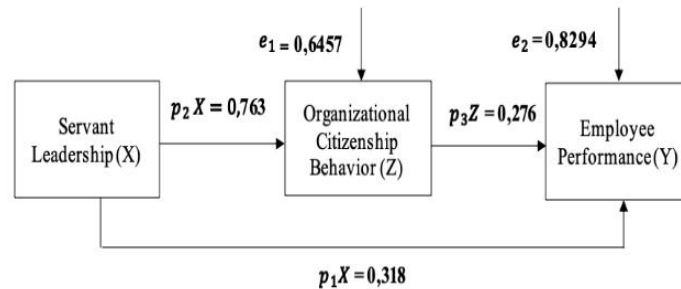 e₁ = 0,6457
e₂ =0,8294
p₂X = 0,763
p₃Z =0,276
Servant
Leadership (X)
Organizational
Citizenship
Behavior (Z)
Employee
Performance (Y)
p₁X =0,318